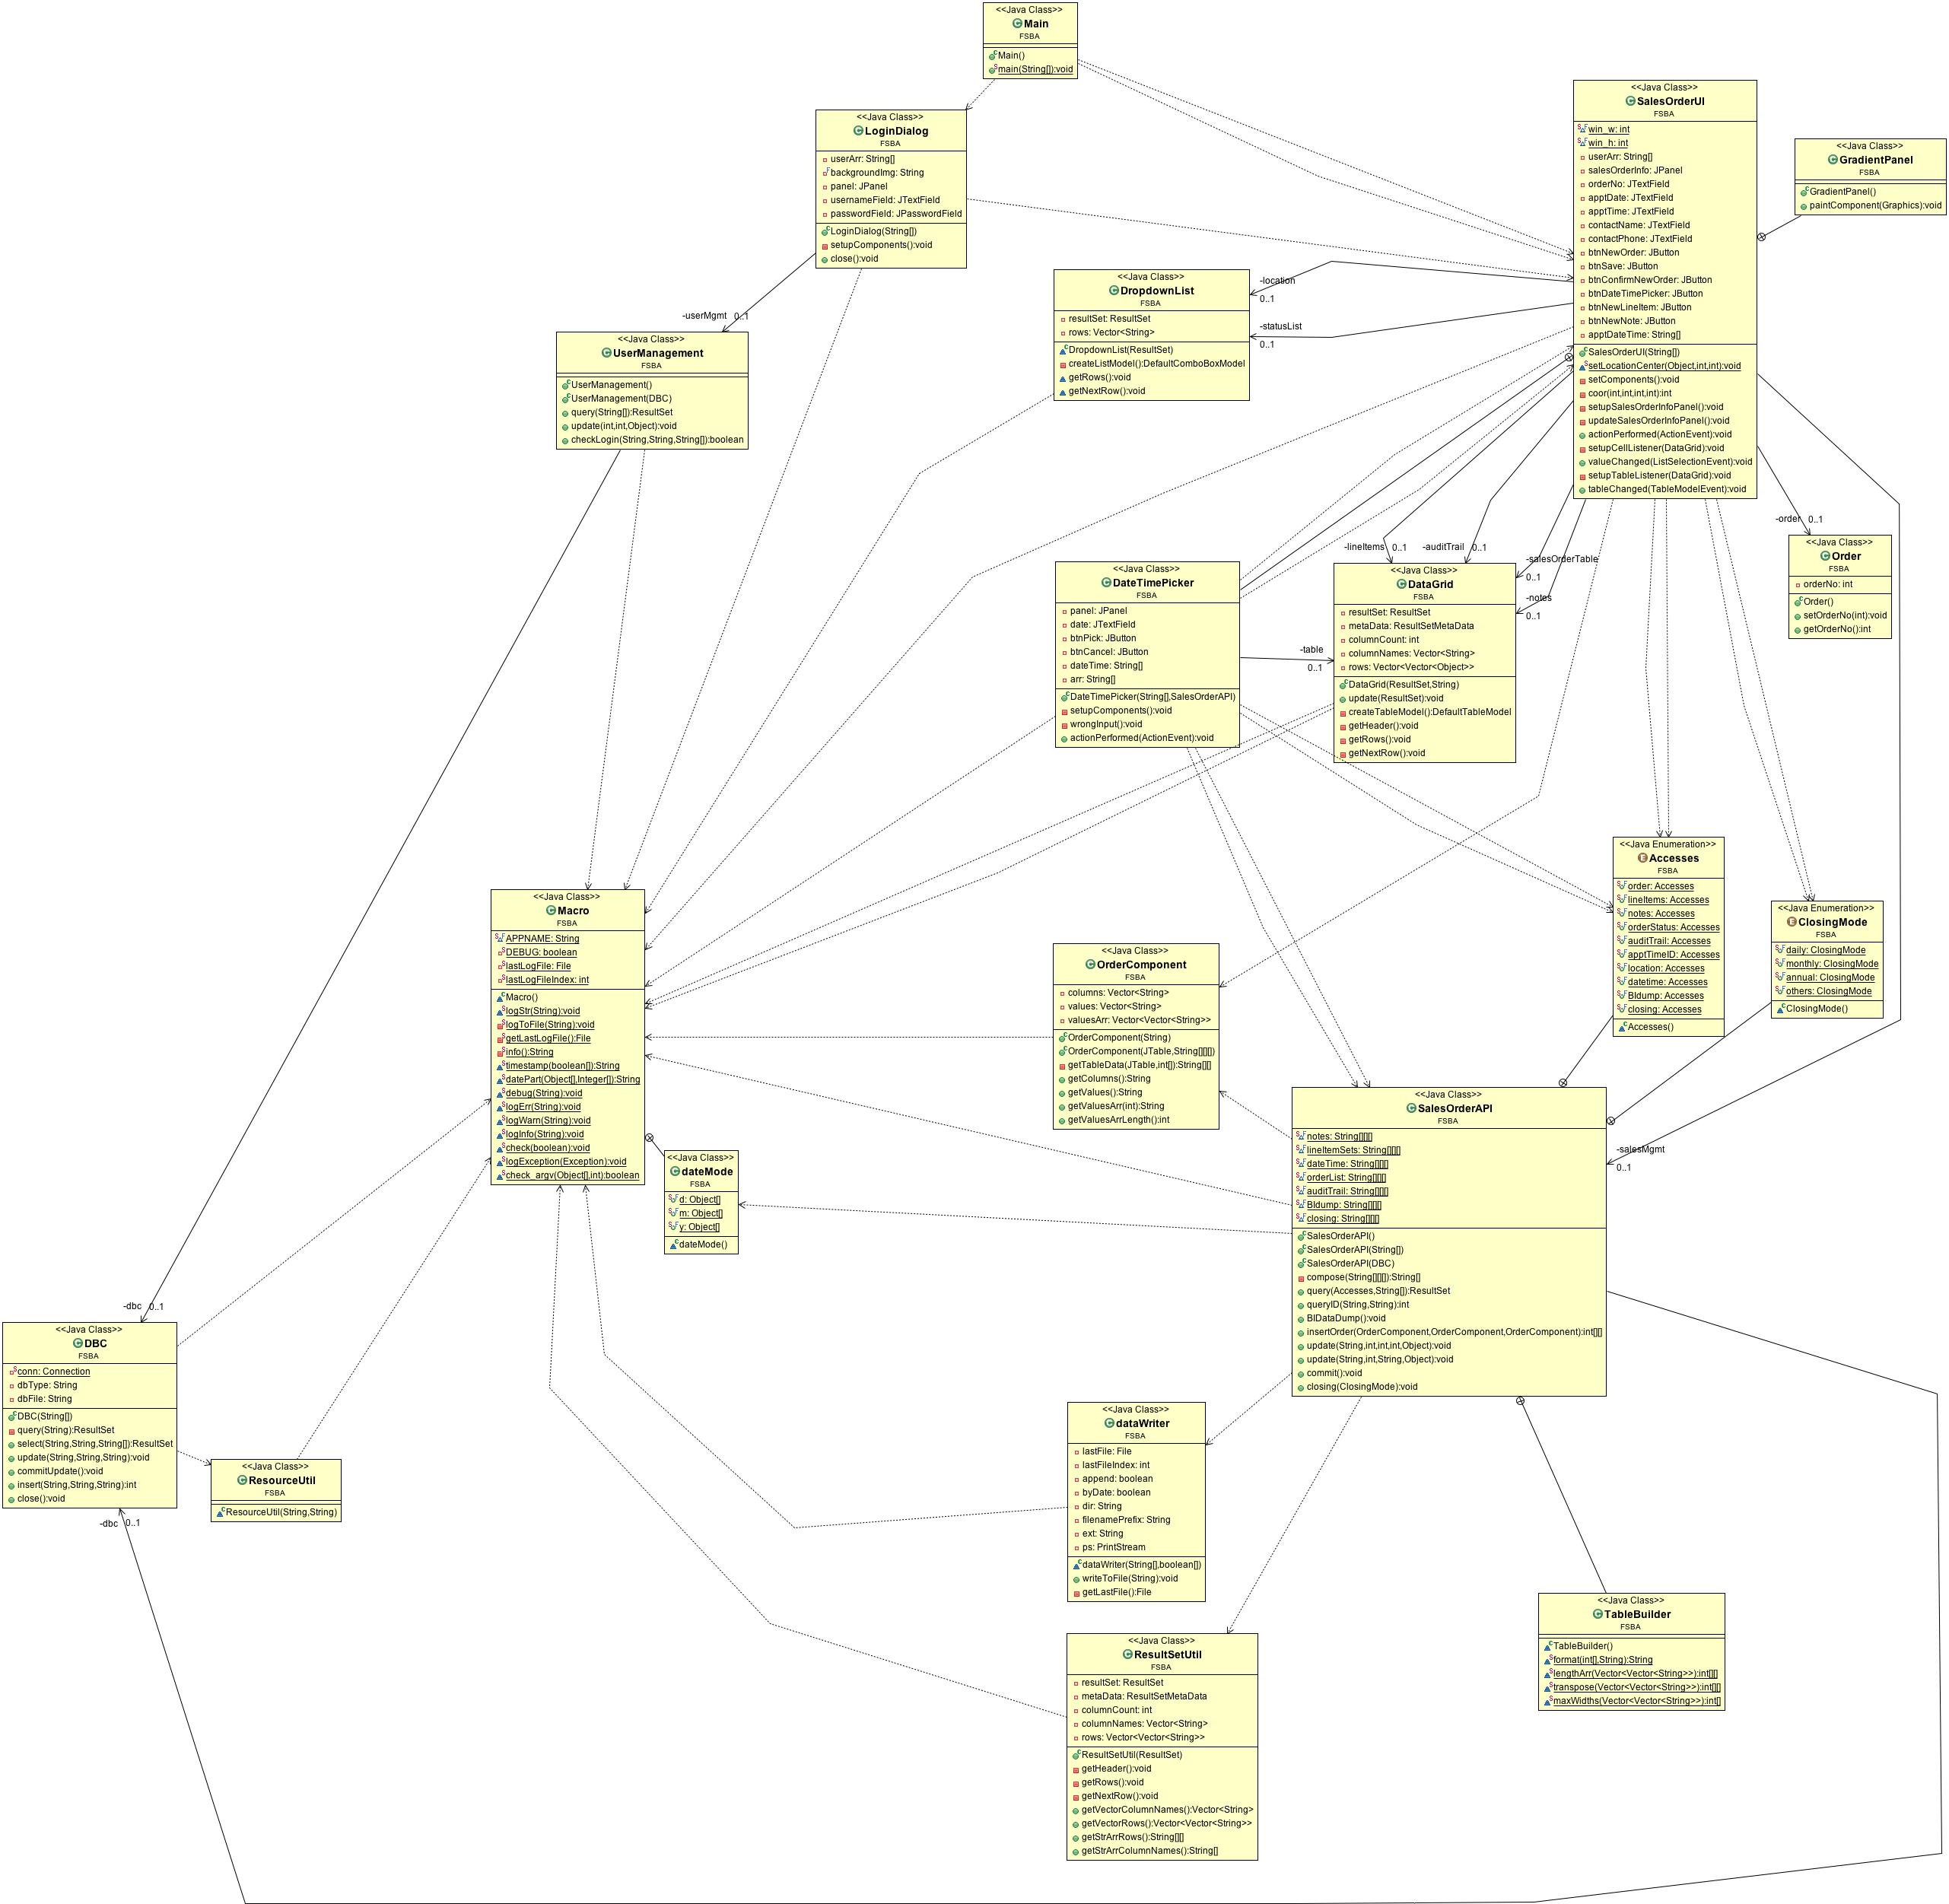 <<Java Class>>
Main
FSBA
Main()
main(String[]):void
<<Java Class>>
LoginDialog
FSBA
userArr: String[]
backgroundImg: String
panel: JPanel
usernameField: JTextField
passwordField: JPasswordField
LoginDialog(String[])
setupComponents():void
close():void
<<Java Class>>
SalesOrderUI
FSBA
win_w: int
win_h: int
userArr: String[]
salesOrderInfo: JPanel
orderNo: JTextField
apptDate: JTextField
apptTime: JTextField
contactName: JTextField
contactPhone: JTextField
btnNewOrder: JButton
btnSave: JButton
btnConfirmNewOrder: JButton
btnDateTimePicker: JButton
btnNewLineItem: JButton
btnNewNote: JButton
apptDateTime: String[]
SalesOrderUI(String[])
setLocationCenter(Object,int,int):void
setComponents():void
coor(int,int,int,int):int
setupSalesOrderInfoPanel():void
updateSalesOrderInfoPanel():void
actionPerformed(ActionEvent):void
setupCellListener(DataGrid):void
valueChanged(ListSelectionEvent):void
setupTableListener(DataGrid):void
tableChanged(TableModelEvent):void
<<Java Class>>
GradientPanel
FSBA
GradientPanel()
paintComponent(Graphics):void
<<Java Class>>
DropdownList
FSBA
resultSet: ResultSet
rows: Vector<String>
DropdownList(ResultSet)
createListModel():DefaultComboBoxModel
getRows():void
getNextRow():void
-location
0..1
-statusList
0..1
-userMgmt 0..1
<<Java Class>>
UserManagement
FSBA
UserManagement()
UserManagement(DBC)
query(String[]):ResultSet
update(int,int,Object):void
checkLogin(String,String,String[]):boolean
-order 0..1
<<Java Class>>
Order
FSBA
orderNo: int
Order()
setOrderNo(int):void
getOrderNo():int
-lineItems 0..1
-auditTrail 0..1
-salesOrderTable
0..1
-notes
0..1
<<Java Class>>
DateTimePicker
FSBA
panel: JPanel
date: JTextField
btnPick: JButton
btnCancel: JButton
dateTime: String[]
arr: String[]
DateTimePicker(String[],SalesOrderAPI)
setupComponents():void
wrongInput():void
actionPerformed(ActionEvent):void
-table
0..1
<<Java Class>>
DataGrid
FSBA
resultSet: ResultSet
metaData: ResultSetMetaData
columnCount: int
columnNames: Vector<String>
rows: Vector<Vector<Object>>
DataGrid(ResultSet,String)
update(ResultSet):void
createTableModel():DefaultTableModel
getHeader():void
getRows():void
getNextRow():void
<<Java Enumeration>>
Accesses
FSBA
order: Accesses
lineItems: Accesses
notes: Accesses
orderStatus: Accesses
auditTrail: Accesses
apptTimeID: Accesses
location: Accesses
datetime: Accesses
BIdump: Accesses
closing: Accesses
Accesses()
<<Java Enumeration>>
ClosingMode
FSBA
daily: ClosingMode
monthly: ClosingMode
annual: ClosingMode
others: ClosingMode
ClosingMode()
<<Java Class>>
Macro
FSBA
APPNAME: String
DEBUG: boolean
lastLogFile: File
lastLogFileIndex: int
Macro()
logStr(String):void
logToFile(String):void
getLastLogFile():File
info():String
timestamp(boolean[]):String
datePart(Object[],Integer[]):String
debug(String):void
logErr(String):void
logWarn(String):void
logInfo(String):void
check(boolean):void
logException(Exception):void
check_argv(Object[],int):boolean
<<Java Class>>
OrderComponent
FSBA
columns: Vector<String>
values: Vector<String>
valuesArr: Vector<Vector<String>>
OrderComponent(String)
OrderComponent(JTable,String[][][])
getTableData(JTable,int[]):String[][]
getColumns():String
getValues():String
getValuesArr(int):String
getValuesArrLength():int
<<Java Class>>
dateMode
FSBA
d: Object[]
m: Object[]
y: Object[]
dateMode()
<<Java Class>>
SalesOrderAPI
FSBA
notes: String[][][]
lineItemSets: String[][][]
dateTime: String[][][]
orderList: String[][][]
auditTrail: String[][][]
BIdump: String[][][]
closing: String[][][]
SalesOrderAPI()
SalesOrderAPI(String[])
SalesOrderAPI(DBC)
compose(String[][][]):String[]
query(Accesses,String[]):ResultSet
queryID(String,String):int
BIDataDump():void
insertOrder(OrderComponent,OrderComponent,OrderComponent):int[][]
update(String,int,int,int,Object):void
update(String,int,String,Object):void
commit():void
closing(ClosingMode):void
-salesMgmt
0..1
-dbc 0..1
<<Java Class>>
DBC
FSBA
conn: Connection
dbType: String
dbFile: String
DBC(String[])
query(String):ResultSet
select(String,String,String[]):ResultSet
update(String,String,String):void
commitUpdate():void
insert(String,String,String):int
close():void
-dbc 0..1
<<Java Class>>
ResourceUtil
FSBA
ResourceUtil(String,String)
<<Java Class>>
dataWriter
FSBA
lastFile: File
lastFileIndex: int
append: boolean
byDate: boolean
dir: String
filenamePrefix: String
ext: String
ps: PrintStream
dataWriter(String[],boolean[])
writeToFile(String):void
getLastFile():File
<<Java Class>>
TableBuilder
FSBA
TableBuilder()
format(int[],String):String
lengthArr(Vector<Vector<String>>):int[][]
transpose(Vector<Vector<String>>):int[][]
maxWidths(Vector<Vector<String>>):int[]
<<Java Class>>
ResultSetUtil
FSBA
resultSet: ResultSet
metaData: ResultSetMetaData
columnCount: int
columnNames: Vector<String>
rows: Vector<Vector<String>>
ResultSetUtil(ResultSet)
getHeader():void
getRows():void
getNextRow():void
getVectorColumnNames():Vector<String>
getVectorRows():Vector<Vector<String>>
getStrArrRows():String[][]
getStrArrColumnNames():String[]